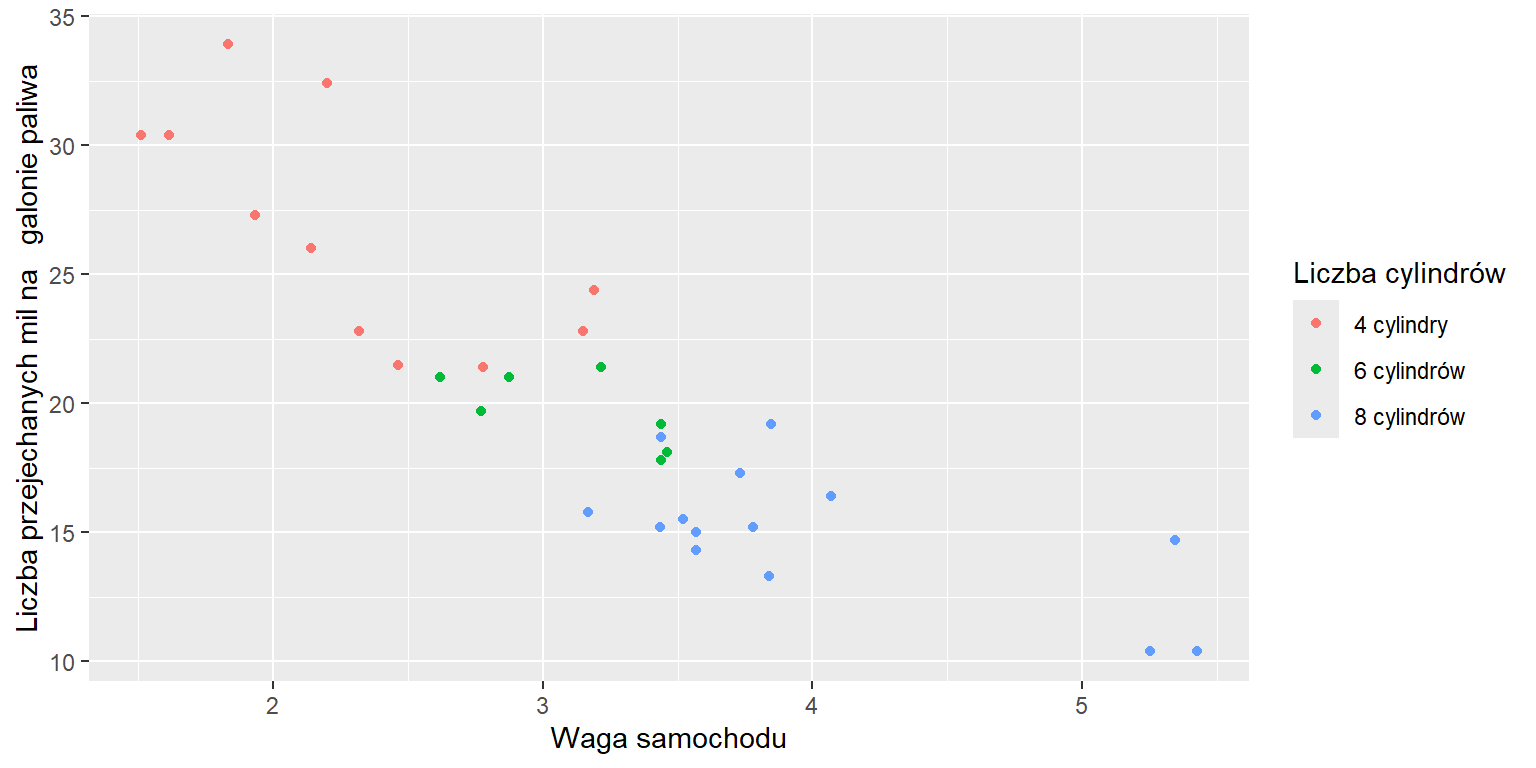 Liczba przejechanych mil na  galonie paliwa
35
30
25
20
15
10
2
3
4
5
Waga samochodu
Liczba cylindrów
4 cylindry
6 cylindrów
8 cylindrów